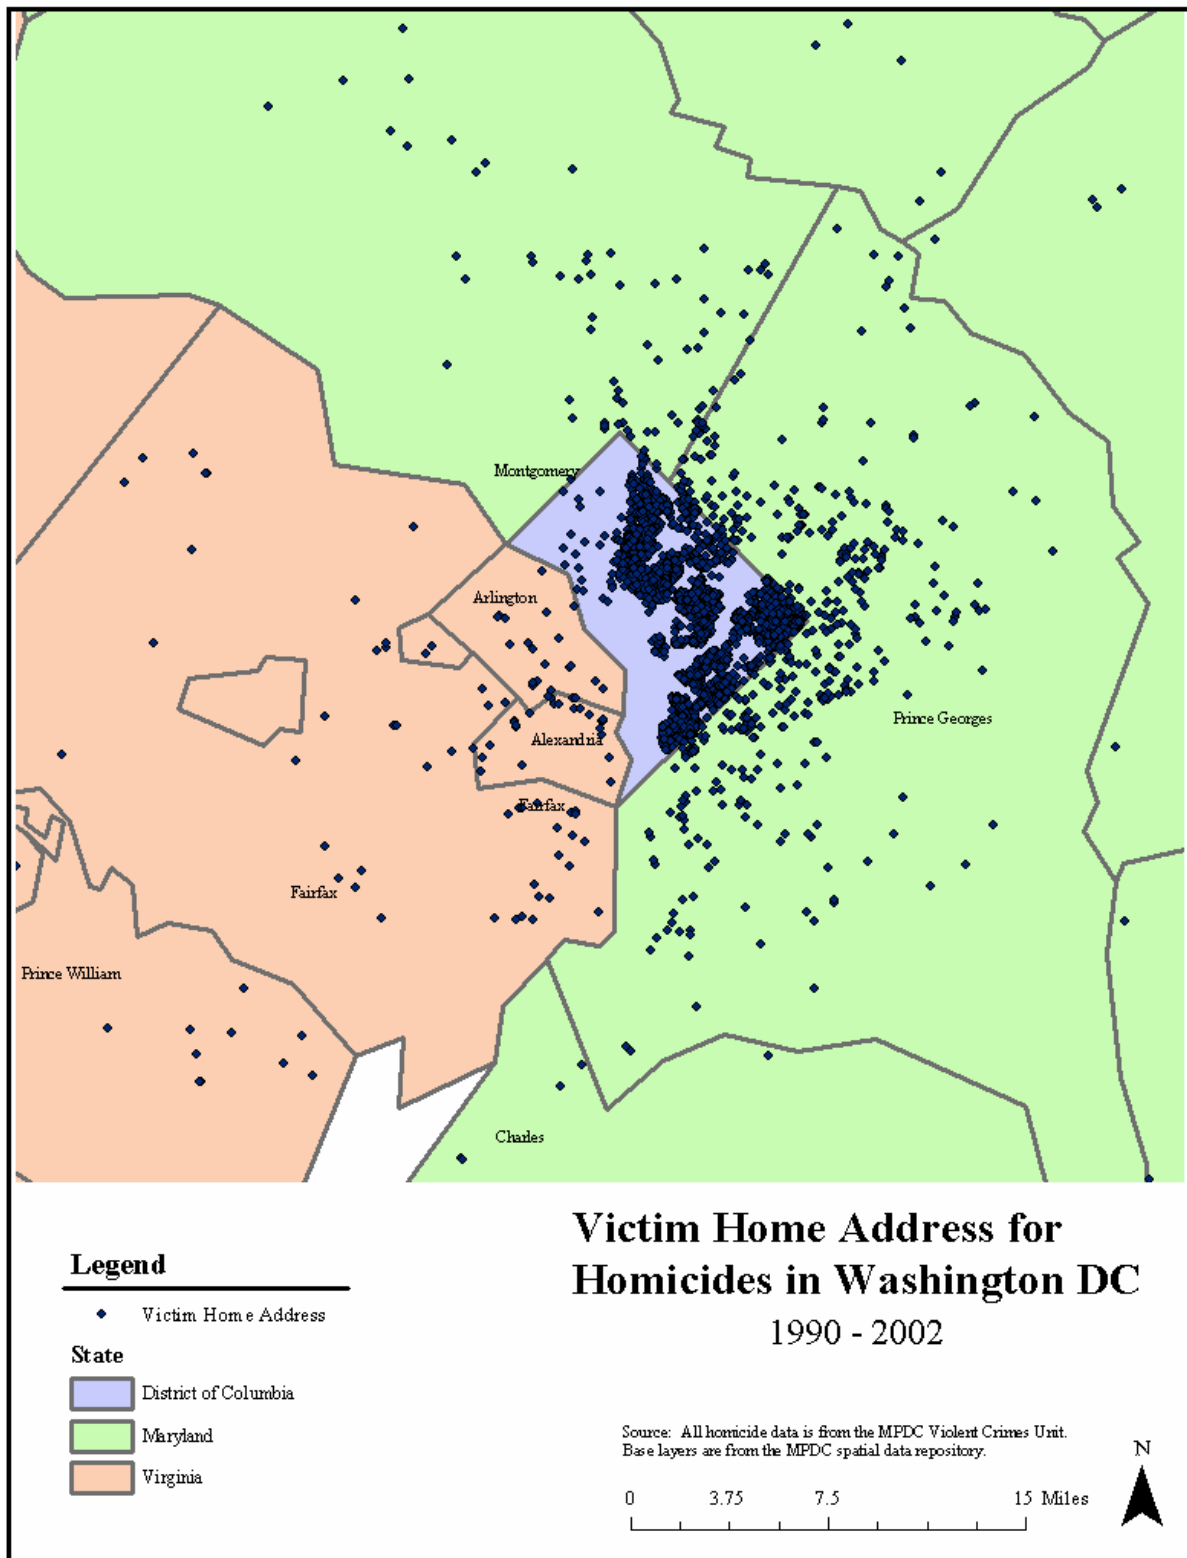 Montgomery
Arlington
Prince Georges
Alexandria
Fairfax
Fairfax
Prince William
Charles
Victim Home Address for
Homicides in Washington DC
1990 - 2002
Legend
Victim Home Address
State
District of Columbia
Maryland
Virginia
Source: All homicide data is from the MPDC Violent Crimes Unit.
Base layers are from the MPDC spatial data repository.
N
0 3.75 7.5 15 Miles